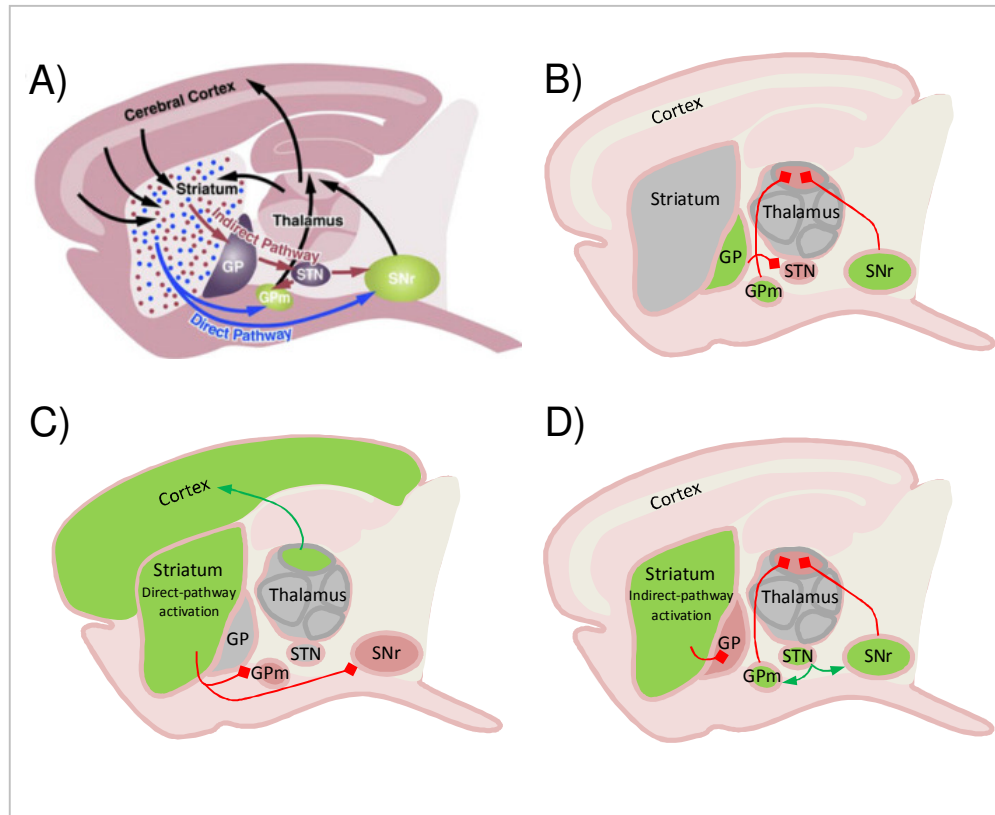 A)
Cerebral Cortex
Striatum
Thalamus
Indirect Pathway
GP
STN
SNr
GPm
Direct Pathway
B)
Cortex
Striatum
Thalamus
GP
STN
SNr
GPm
C)
Cortex
Striatum
Direct-pathway
activation
Thalamus
GP
STN
SNr
GPm
D)
Cortex
Striatum
Indirect-pathway
activation
Thalamus
GP
STN
SNr
GPm